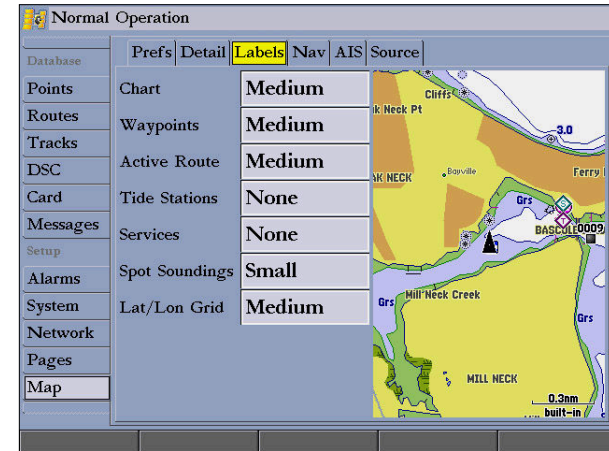 Normal Operation
Prefs Detail Labels Nav AIS Source
Database
Points
Routes
Tracks
DSC
Card
Messages
Setup
Alarms
System
Network
Pages
Map
Chart Medium
Waypoints Medium
Active Route Medium
Tide Stations None
Services None
Spot Soundings Small
Lat/Lon Grid Medium
Cliffs
k Neck Pt
3.0
AK NECK
Bayville
Ferry
Grs
S
T
BASCULE
0009
Mill Neck Creek
Grs
Grs
MILL NECK
0.3nm
built-in